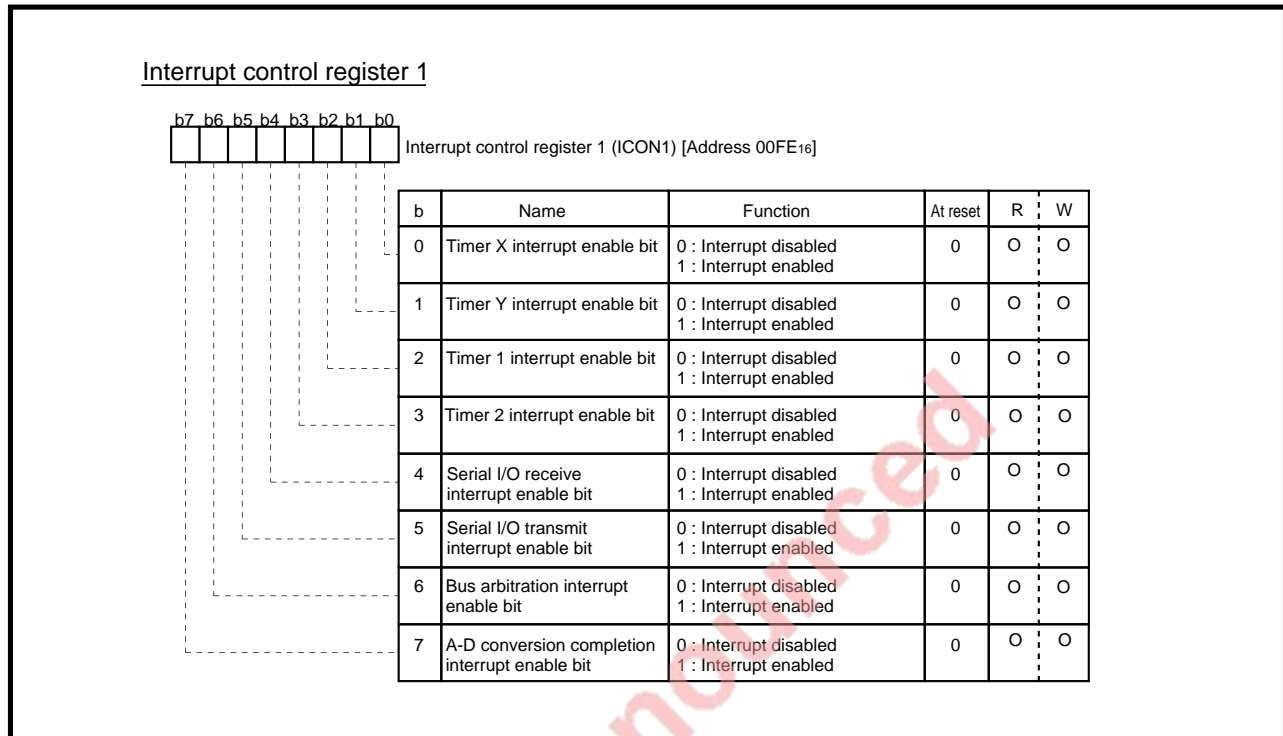 Interrupt control register 1
b7 b6 b5 b4 b3 b2 b1 b0
Interrupt control register 1 (ICON1) [Address 00FE16]
b Name Function At reset R W
0 Timer X interrupt enable bit 0 : Interrupt disabled 0 O O
1 : Interrupt enabled
1 Timer Y interrupt enable bit 0 : Interrupt disabled 0 O O
1 : Interrupt enabled
2 Timer 1 interrupt enable bit 0 : Interrupt disabled 0 O O
1 : Interrupt enabled
3 Timer 2 interrupt enable bit 0 : Interrupt disabled 0 O O
1 : Interrupt enabled
4 Serial I/O receive 0 : Interrupt disabled 0 O O
interrupt enable bit 1 : Interrupt enabled
5 Serial I/O transmit 0 : Interrupt disabled 0 O O
interrupt enable bit 1 : Interrupt enabled
6 Bus arbitration interrupt 0 : Interrupt disabled 0 O O
enable bit 1 : Interrupt enabled
7 A-D conversion completion 0 : Interrupt disabled 0 O O
interrupt enable bit 1 : Interrupt enabled
nounced